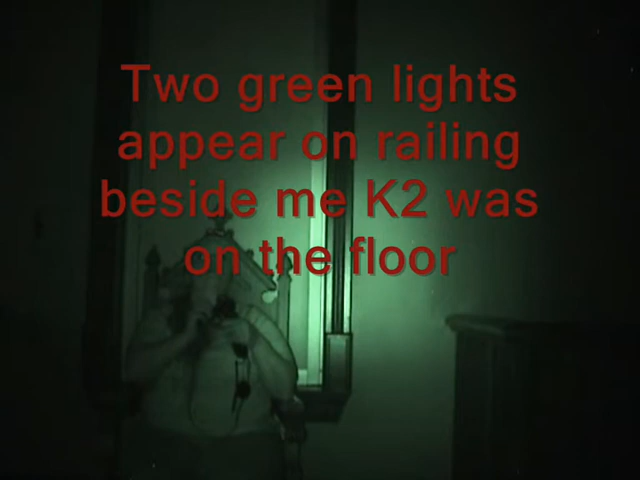 Two green lights
appear on railing
beside me K2 was
on the floor